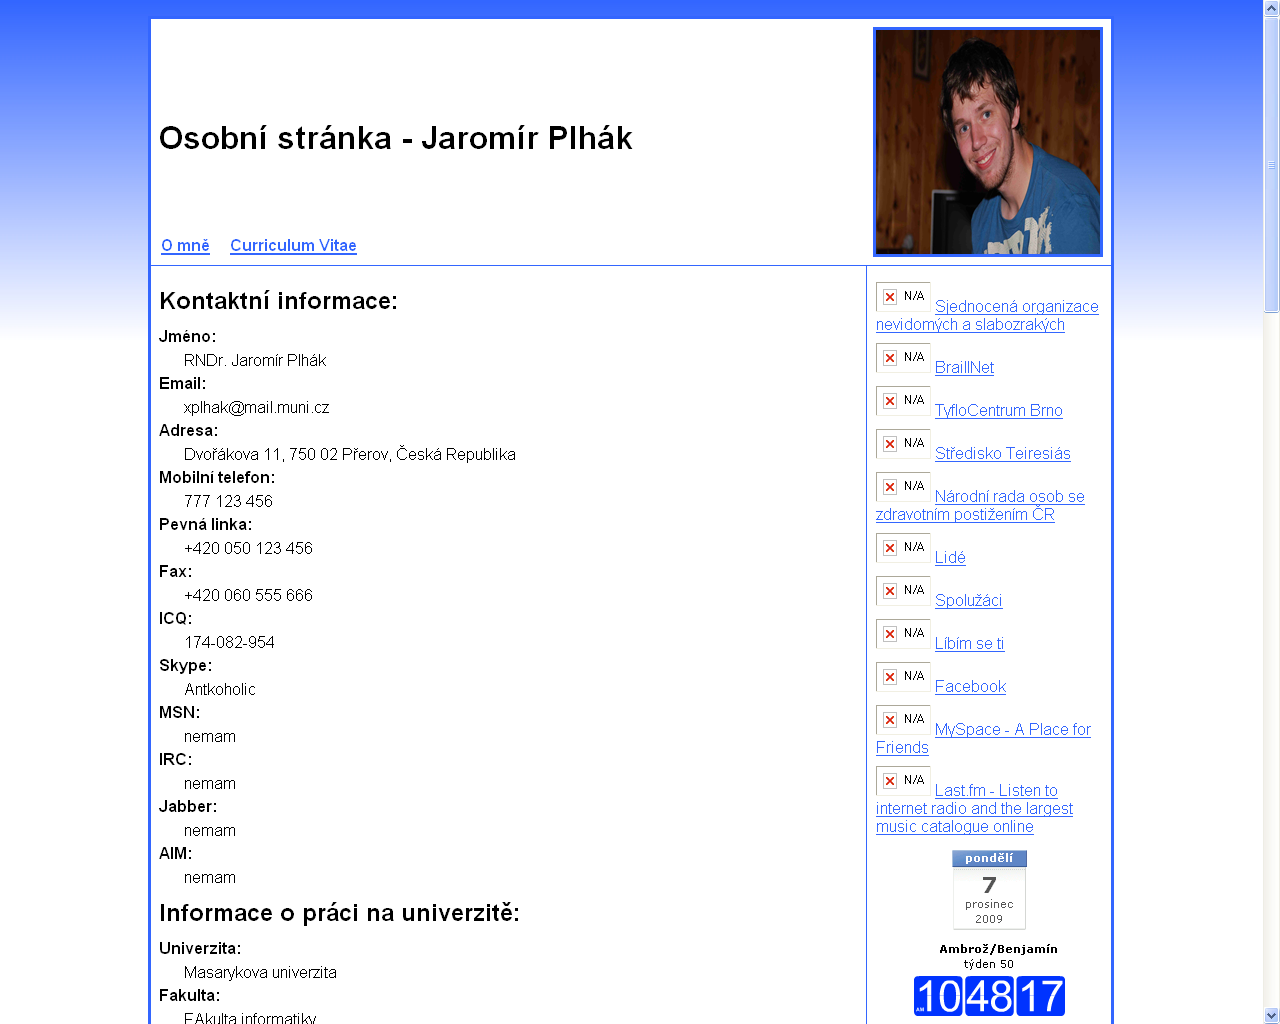 Osobní stránka - Jaromír Plhák
O mně Curriculum Vitae
Kontaktní informace:
Jméno:
RNDr. Jaromír Plhák
Email:
xplhak@mail.muni.cz
Adresa:
Dvořákova 11, 750 02 Přerov, Česká Republika
Mobilní telefon:
777 123 456
Pevná linka:
+420 050 123 456
Fax:
+420 060 555 666
ICQ:
174-082-954
Skype:
Antkoholic
MSN:
nemam
IRC:
nemam
Jabber:
nemam
AIM:
nemam
Informace o práci na univerzitě:
Univerzita:
Masarykova univerzita
Fakulta:
FAkulta informatiky
N/A Sjednocená organizace
nevidomých a slabozrakých
N/A BraillNet
N/A TyfloCentrum Brno
N/A Středisko Teiresiás
N/A Národní rada osob se
zdravotním postižením ČR
N/A Lidé
N/A Spolužáci
N/A Líbím se ti
N/A Facebook
N/A MySpace - A Place for
Friends
N/A Last.fm - Listen to
internet radio and the largest
music catalogue online
pondělí
7
prosinec
2009
Ambrož/Benjamín
týden 50
AM 10 48 17